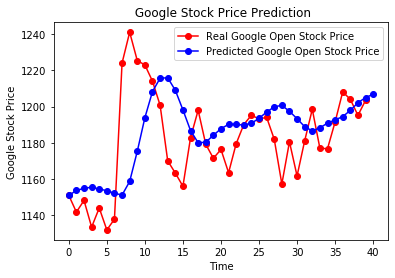 Google Stock Price Prediction
Real Google Open Stock Price
Predicted Google Open Stock Price
Google Stock Price
1240
1220
1200
1180
1160
1140
0 5 10 15 20 25 30 35 40
Time